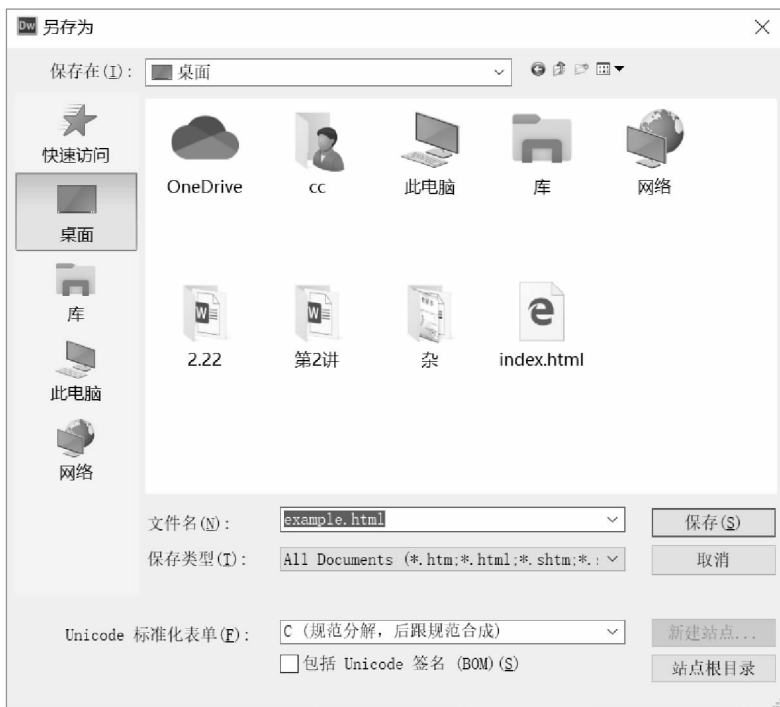 Dw 另存为
保存在(I): 桌面
快速访问
桌面
库
此电脑
网络
OneDrive cc 此电脑 库 网络
2.22 第2讲 杂 index.html
文件名(N): example.html 保存(S)
保存类型(T): All Documents (*.htm;*.html;*.shtm;*.: 取消
Unicode 标准化表单(F): C (规范分解，后跟规范合成) 新建站点...
包括 Unicode 签名 (BOM)(S) 站点根目录